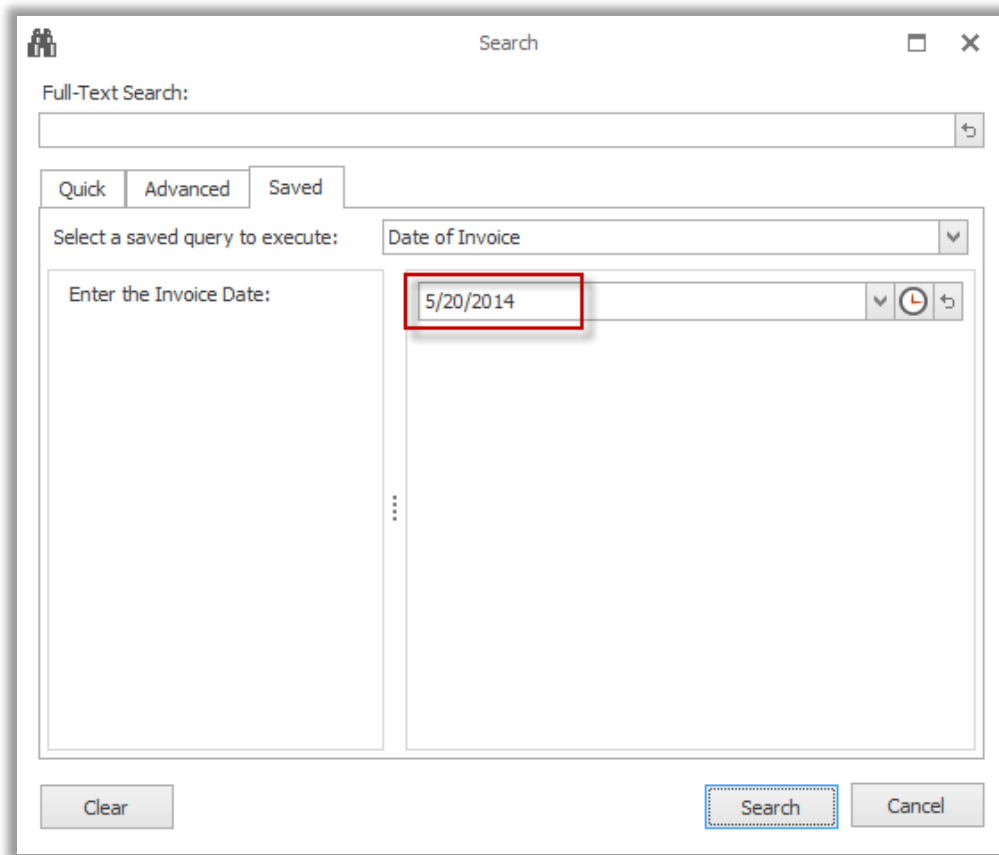 Search
Full-Text Search:
Quick Advanced Saved
Select a saved query to execute: Date of Invoice
Enter the Invoice Date: 5/20/2014
Clear Search Cancel